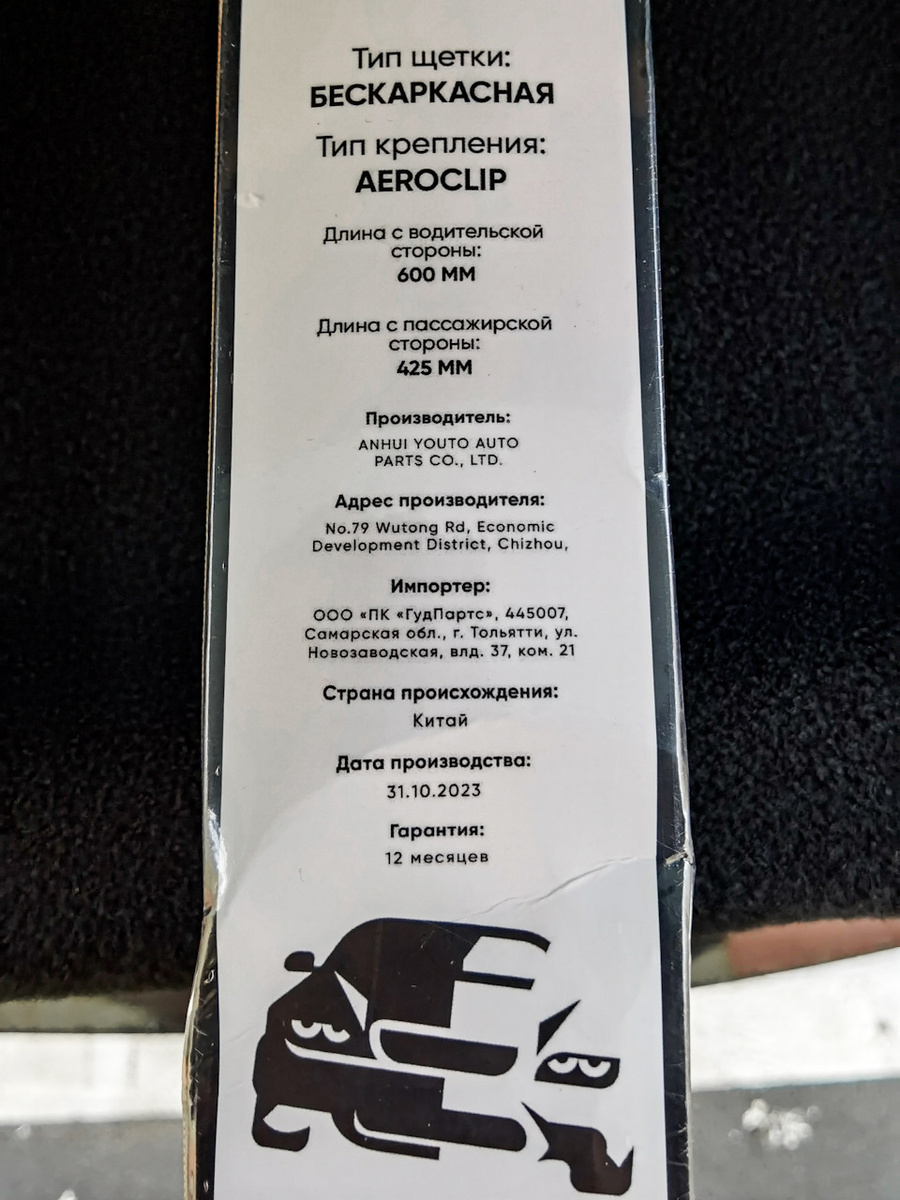 Тип щетки:
БЕСКАРКАСНАЯ
Тип крепления:
AEROCLIP
Длина с водительской
стороны:
600 ММ
Длина с пассажирской
стороны:
425 ММ
Производитель:
ANHUI YOUTO AUTO
PARTS CO., LTD.
Адрес производителя:
No.79 Wutong Rd, Economic
Development District, Chizhou,
Импортер:
ООО «ПК «ГудПартс», 445007,
Самарская обл., г. Тольятти, ул.
Новозаводская, влд. 37, ком. 21
Страна происхождения:
Китай
Дата производства:
31.10.2023
Гарантия:
12 месяцев